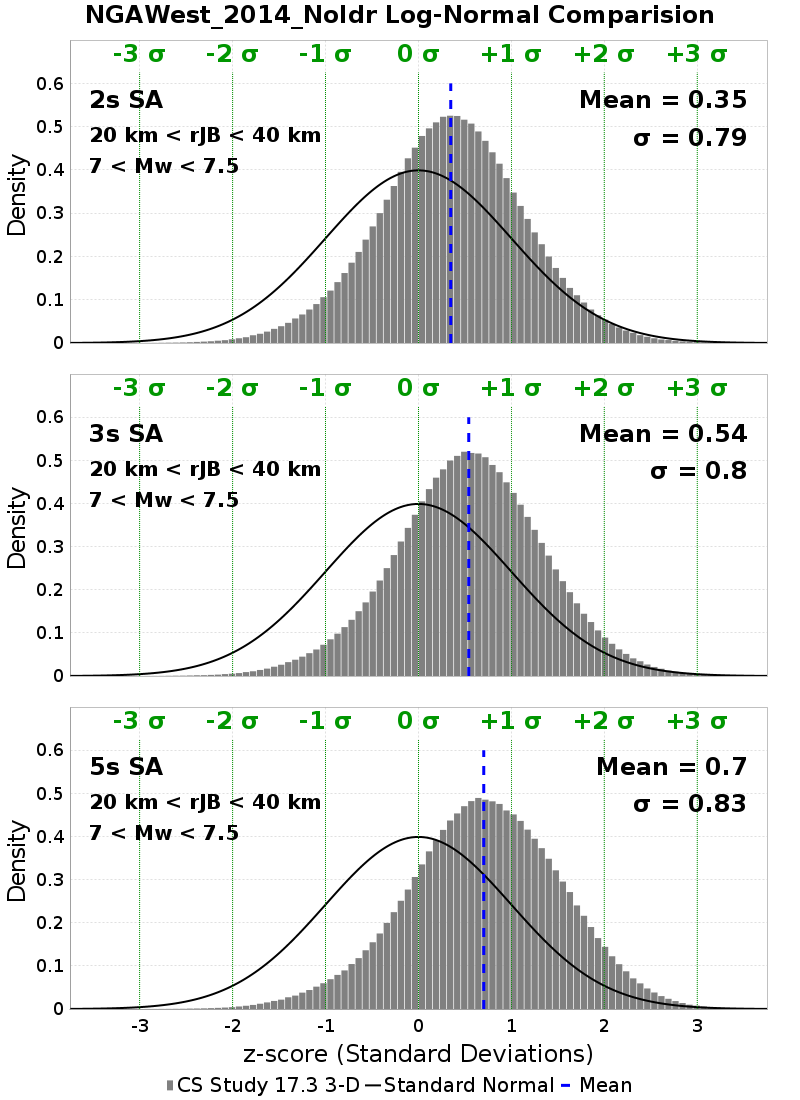 NGAWest_2014_NoIdr Log-Normal Comparision
-3 σ -2 σ -1 σ 0 σ +1 σ +2 σ +3 σ
0.6
2s SA Mean = 0.35
0.5
20 km < rJB < 40 km σ = 0.79
7 < Mw < 7.5
0.4
0.3
0.2
0.1
0
Density
-3 σ -2 σ -1 σ 0 σ +1 σ +2 σ +3 σ
0.6
3s SA Mean = 0.54
0.5
20 km < rJB < 40 km σ = 0.8
7 < Mw < 7.5
0.4
0.3
0.2
0.1
0
Density
-3 σ -2 σ -1 σ 0 σ +1 σ +2 σ +3 σ
0.6
5s SA Mean = 0.7
0.5
20 km < rJB < 40 km σ = 0.83
7 < Mw < 7.5
0.4
0.3
0.2
0.1
0
Density
-3 -2 -1 0 1 2 3
z-score (Standard Deviations)
CS Study 17.3 3-D Standard Normal Mean